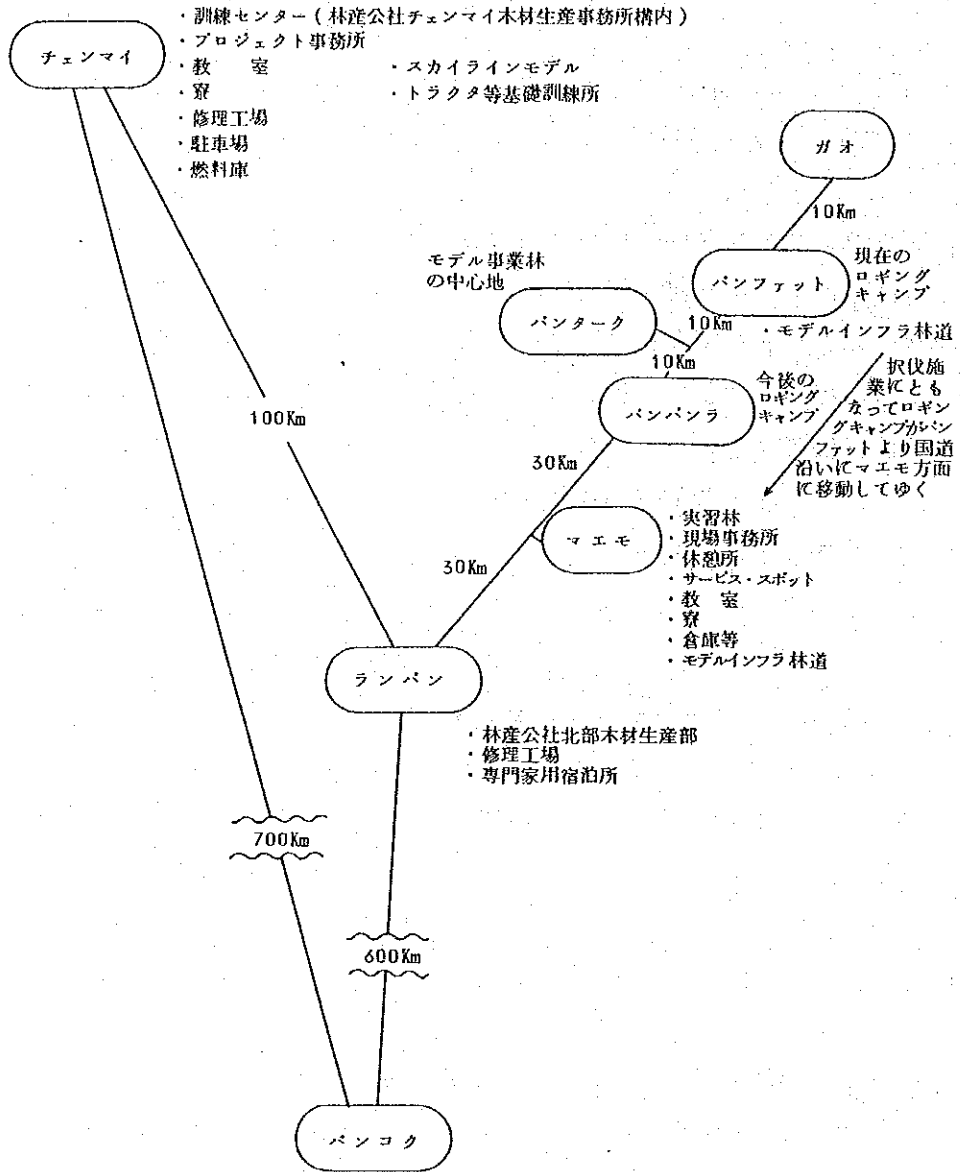 チェンマイ
・訓練センター(林産公社チェンマイ木材生産事務所構内)
・プロジェクト事務所
・教　室
・寮
・修理工場
・駐車場
・燃料庫
・スカイラインモデル
・トラクタ等基礎訓練所
ガオ
10Km
バンファット
現在の
ロギング
キャンプ
・モデルインフラ林道
モデル事業林
の中心地
バンターク
10Km
10Km
バンパンラ
今後の
ロギング
キャンプ
択伐施
業にとも
なってロギン
グキャンプがバン
ファットより国道
沿いにマエモ方面
に移動してゆく
100Km
30Km
マエモ
・実習林
・現場事務所
・休憩所
・サービス・スポット
・教　室
・寮
・倉庫等
・モデルインフラ林道
30Km
ランパン
・林産公社北部木材生産部
・修理工場
・専門家用宿泊所
700Km
600Km
バンコク